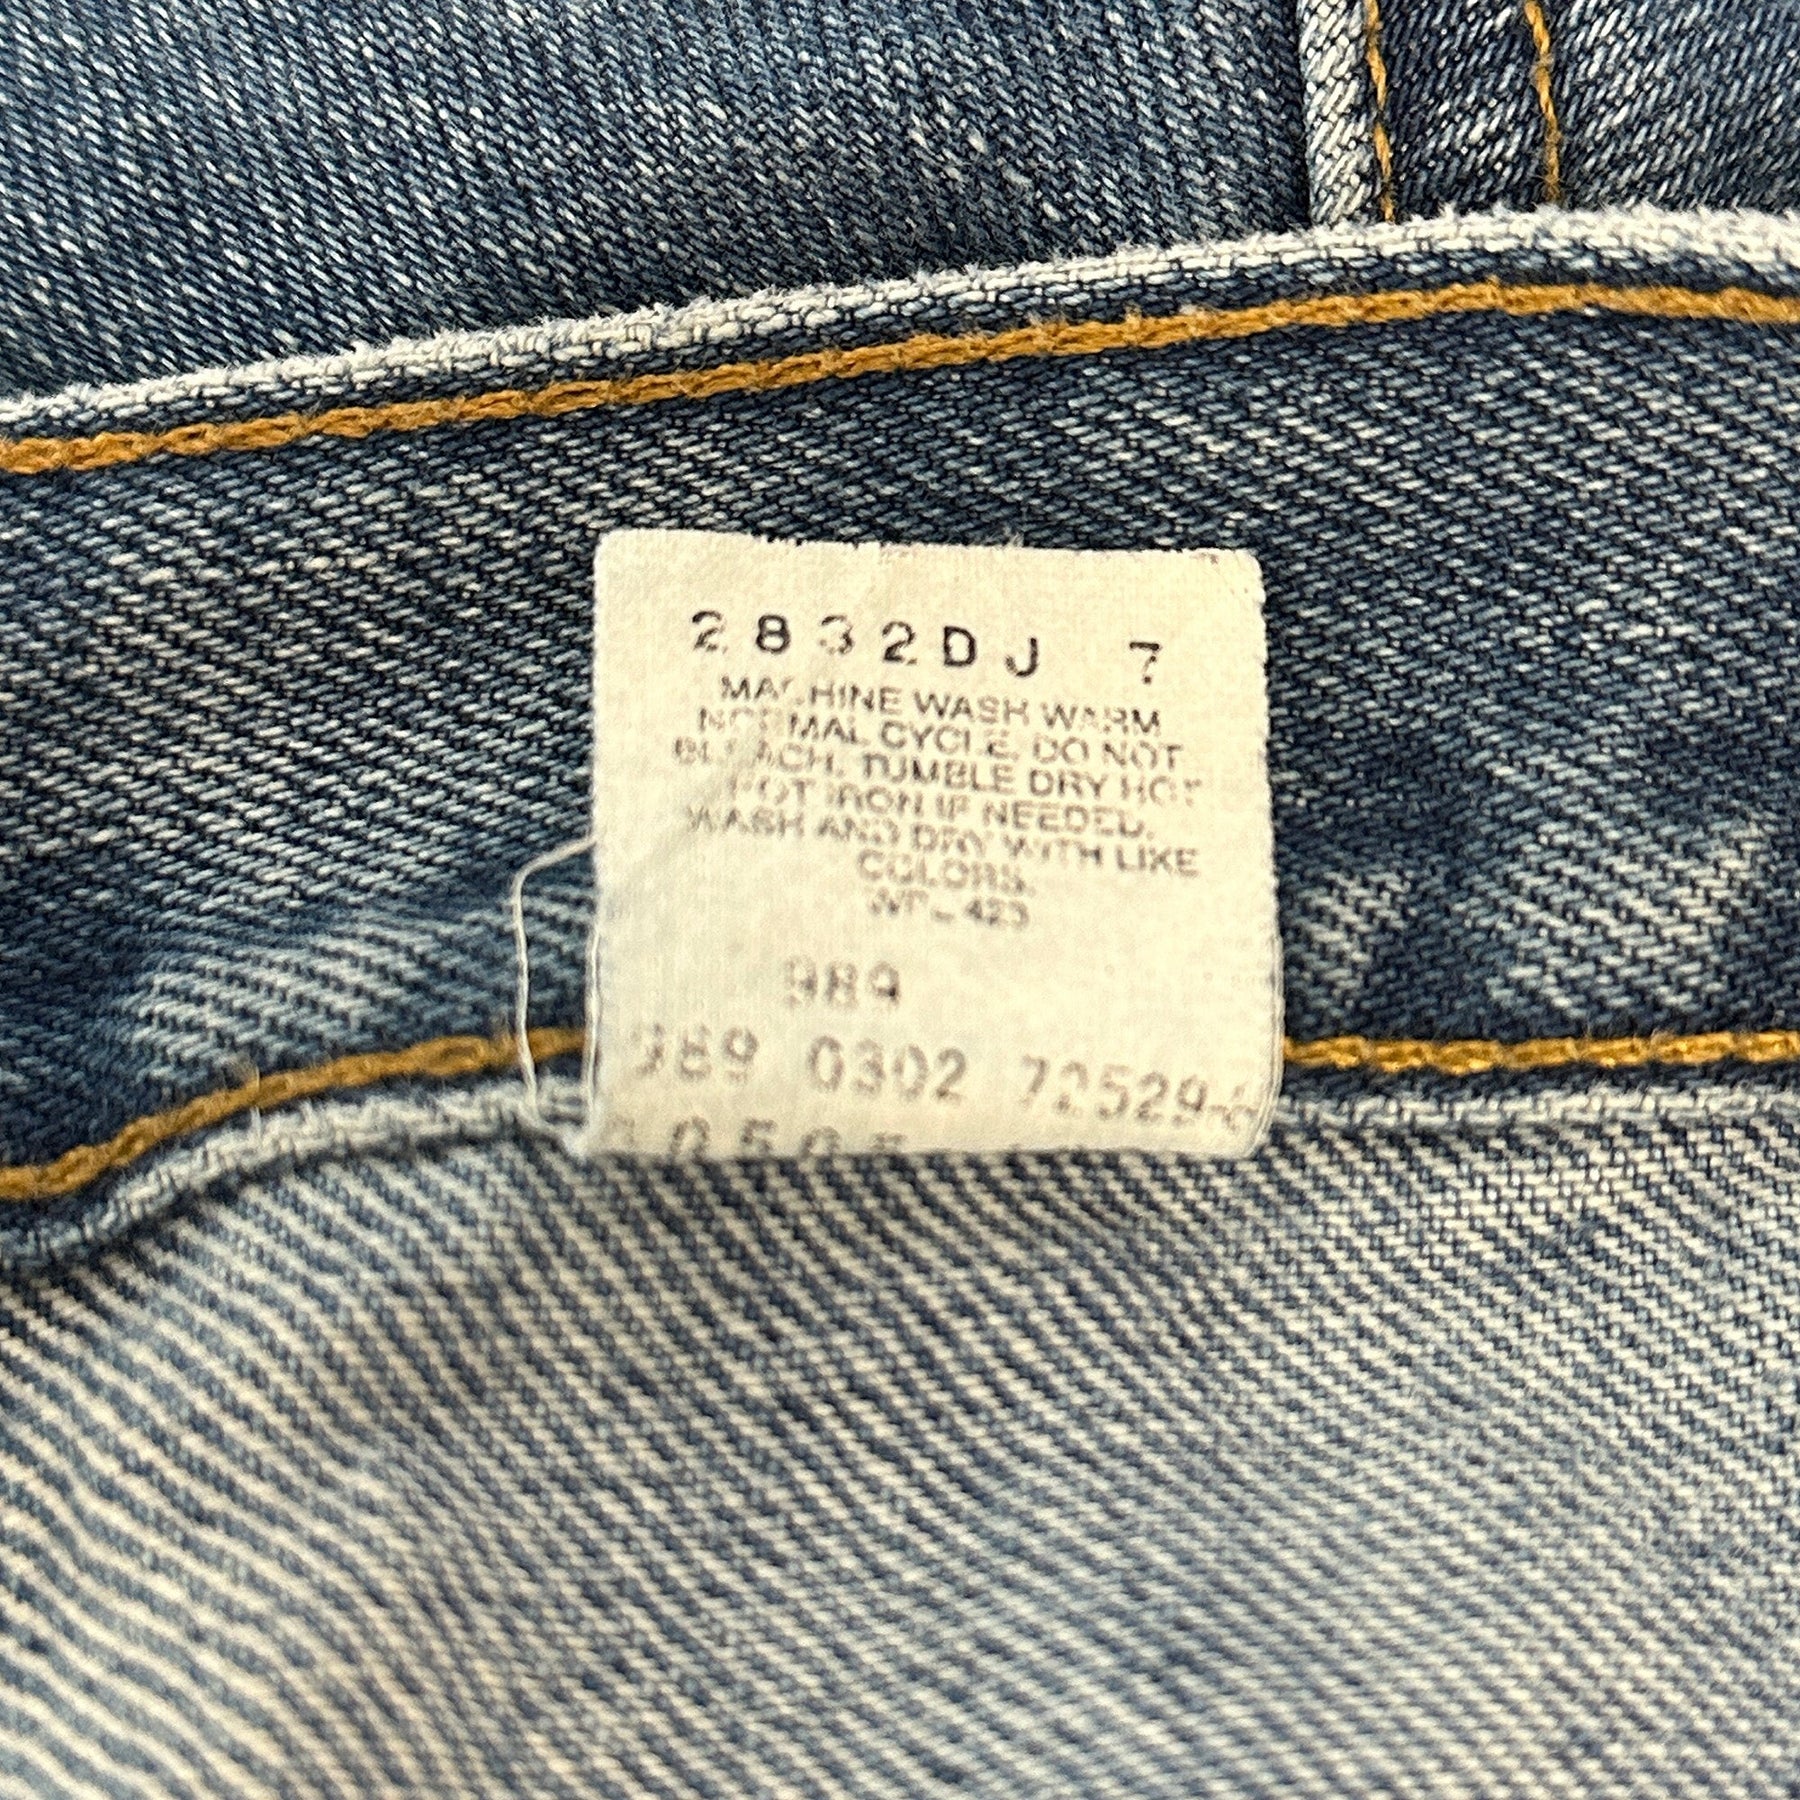 2832DJ 7
MACHINE WASH WARM
NORMAL CYCLE. DO NOT
BLEACH. TUMBLE DRY HOT
HOT IRON IF NEEDED.
WASH AND DRY WITH LIKE
COLORS.
WPL 423
989
989 0302 72529